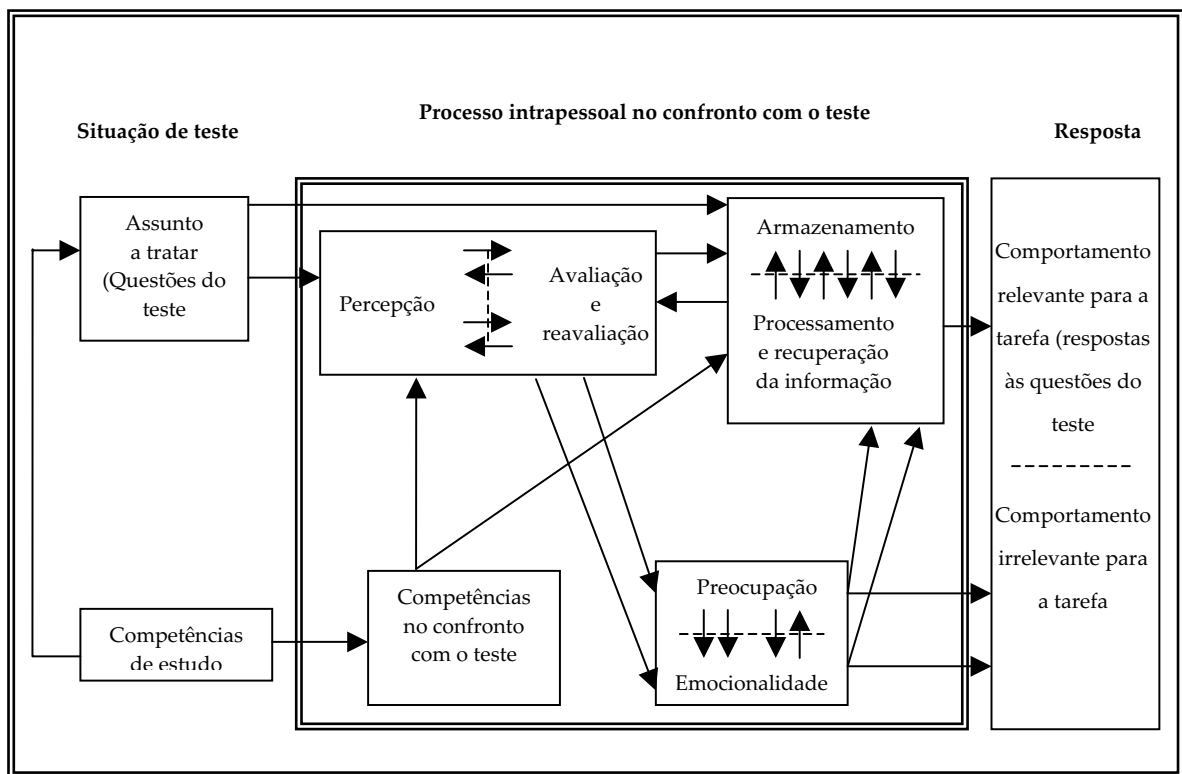 Processo intrapessoal no confronto com o teste
Situação de teste
Resposta
Assunto
a tratar
(Questões do
teste
Percepção
Avaliação
e
reavaliação
Armazenamento
Processamento
e recuperação
da informação
Comportamento
relevante para a
tarefa (respostas
às questões do
teste
Comportamento
irrelevante para
a tarefa
Competências
de estudo
Competências
no confronto
com o teste
Preocupação
Emocionalidade